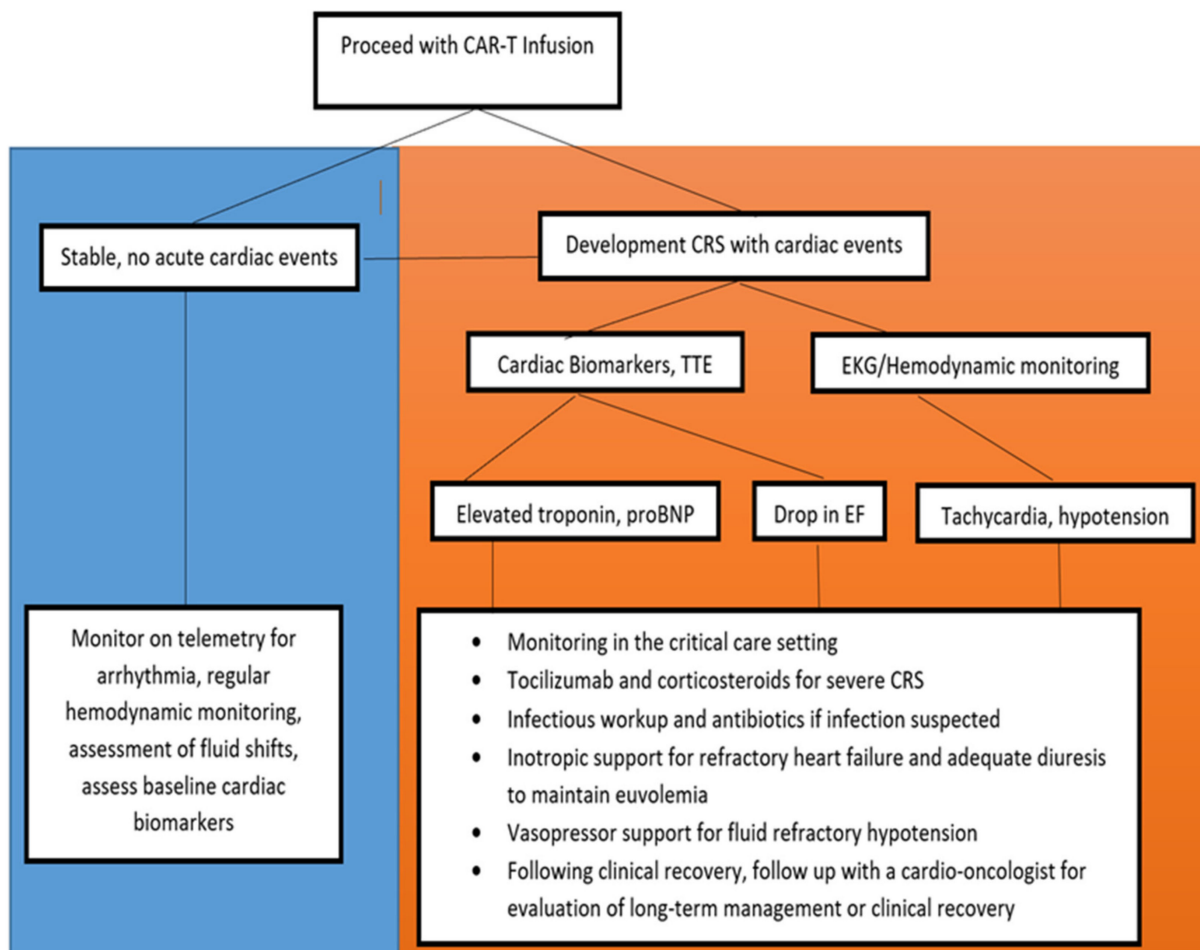 Proceed with CAR-T Infusion
Stable, no acute cardiac events
Development CRS with cardiac events
Cardiac Biomarkers, TTE
EKG/Hemodynamic monitoring
Elevated troponin, proBNP
Drop in EF
Tachycardia, hypotension
Monitor on telemetry for
arrhythmia, regular
hemodynamic monitoring,
assessment of fluid shifts,
assess baseline cardiac
biomarkers
• Monitoring in the critical care setting
• Tocilizumab and corticosteroids for severe CRS
• Infectious workup and antibiotics if infection suspected
• Inotropic support for refractory heart failure and adequate diuresis
to maintain euvolemia
• Vasopressor support for fluid refractory hypotension
• Following clinical recovery, follow up with a cardio-oncologist for
evaluation of long-term management or clinical recovery